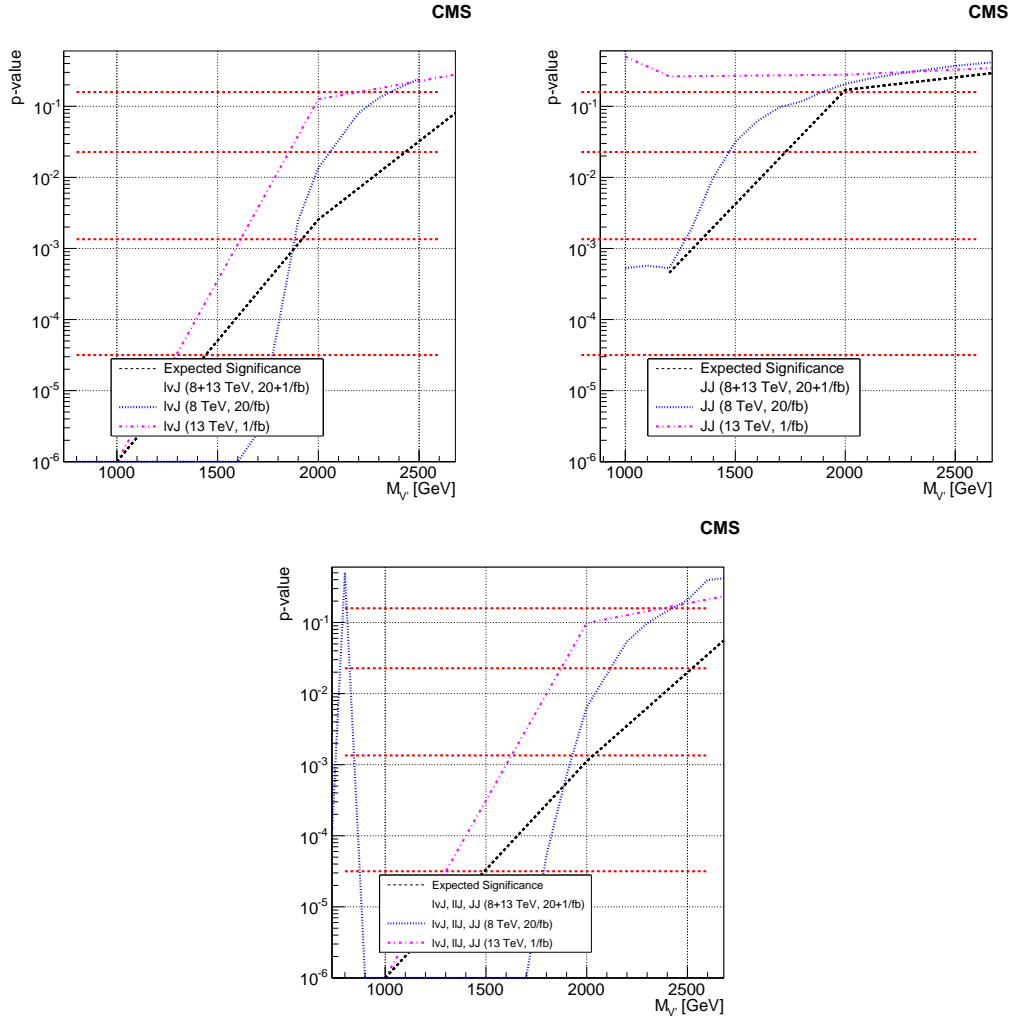 CMS
p-value
10⁻¹
10⁻²
10⁻³
10⁻⁴
10⁻⁵
10⁻⁶
Expected Significance
lvJ (8+13 TeV, 20+1/fb)
lvJ (8 TeV, 20/fb)
lvJ (13 TeV, 1/fb)
1000 1500 2000 2500
M_V' [GeV]
CMS
p-value
10⁻¹
10⁻²
10⁻³
10⁻⁴
10⁻⁵
10⁻⁶
Expected Significance
JJ (8+13 TeV, 20+1/fb)
JJ (8 TeV, 20/fb)
JJ (13 TeV, 1/fb)
1000 1500 2000 2500
M_V' [GeV]
CMS
p-value
10⁻¹
10⁻²
10⁻³
10⁻⁴
10⁻⁵
10⁻⁶
Expected Significance
lvJ, llJ, JJ (8+13 TeV, 20+1/fb)
lvJ, llJ, JJ (8 TeV, 20/fb)
lvJ, llJ, JJ (13 TeV, 1/fb)
1000 1500 2000 2500
M_V' [GeV]